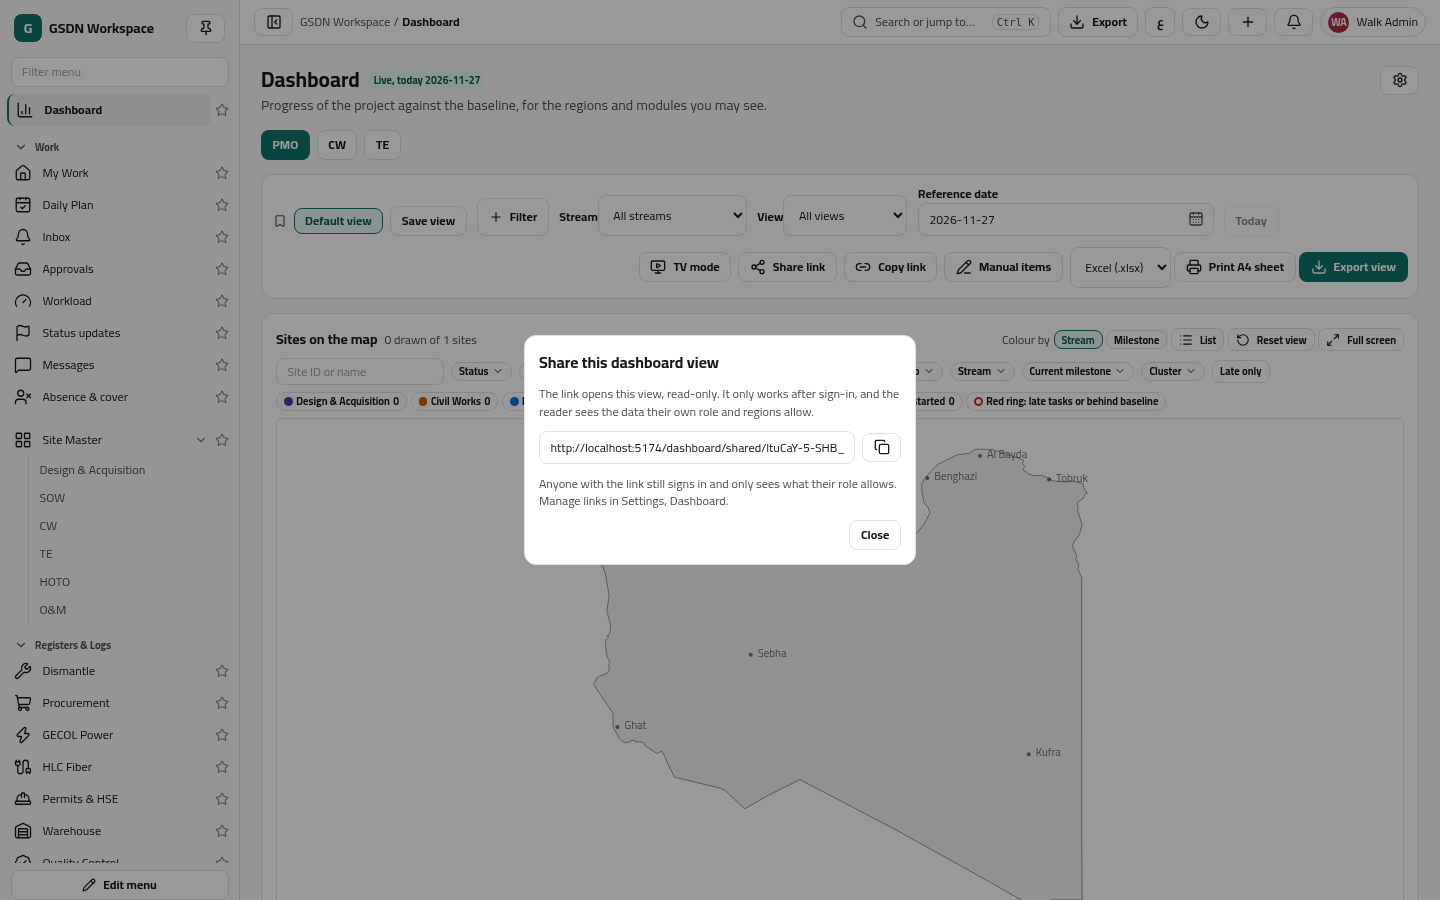 G GSDN Workspace
Filter menu
Dashboard
Work
My Work
Daily Plan
Inbox
Approvals
Workload
Status updates
Messages
Absence & cover
Site Master
Design & Acquisition
SOW
CW
TE
HOTO
O&M
Registers & Logs
Dismantle
Procurement
GECOL Power
HLC Fiber
Permits & HSE
Warehouse
Quality Control
Edit menu
GSDN Workspace / Dashboard
Search or jump to... Ctrl K
Export
ع
WA Walk Admin
Dashboard Live, today 2026-11-27
Progress of the project against the baseline, for the regions and modules you may see.
PMO CW TE
Default view Save view Filter Stream All streams View All views
Reference date
2026-11-27 Today
TV mode Share link Copy link Manual items Excel (.xlsx) Print A4 sheet Export view
Sites on the map 0 drawn of 1 sites
Colour by Stream Milestone List Reset view Full screen
Site ID or name Status
Stream Current milestone Cluster Late only
Design & Acquisition 0 Civil Works 0
started 0 Red ring: late tasks or behind baseline
Share this dashboard view
The link opens this view, read-only. It only works after sign-in, and the
reader sees the data their own role and regions allow.
http://localhost:5174/dashboard/shared/ItuCaY-5-SHB_
Anyone with the link still signs in and only sees what their role allows.
Manage links in Settings, Dashboard.
Close
Al Bayda
Benghazi
Tobruk
Sebha
Ghat
Kufra